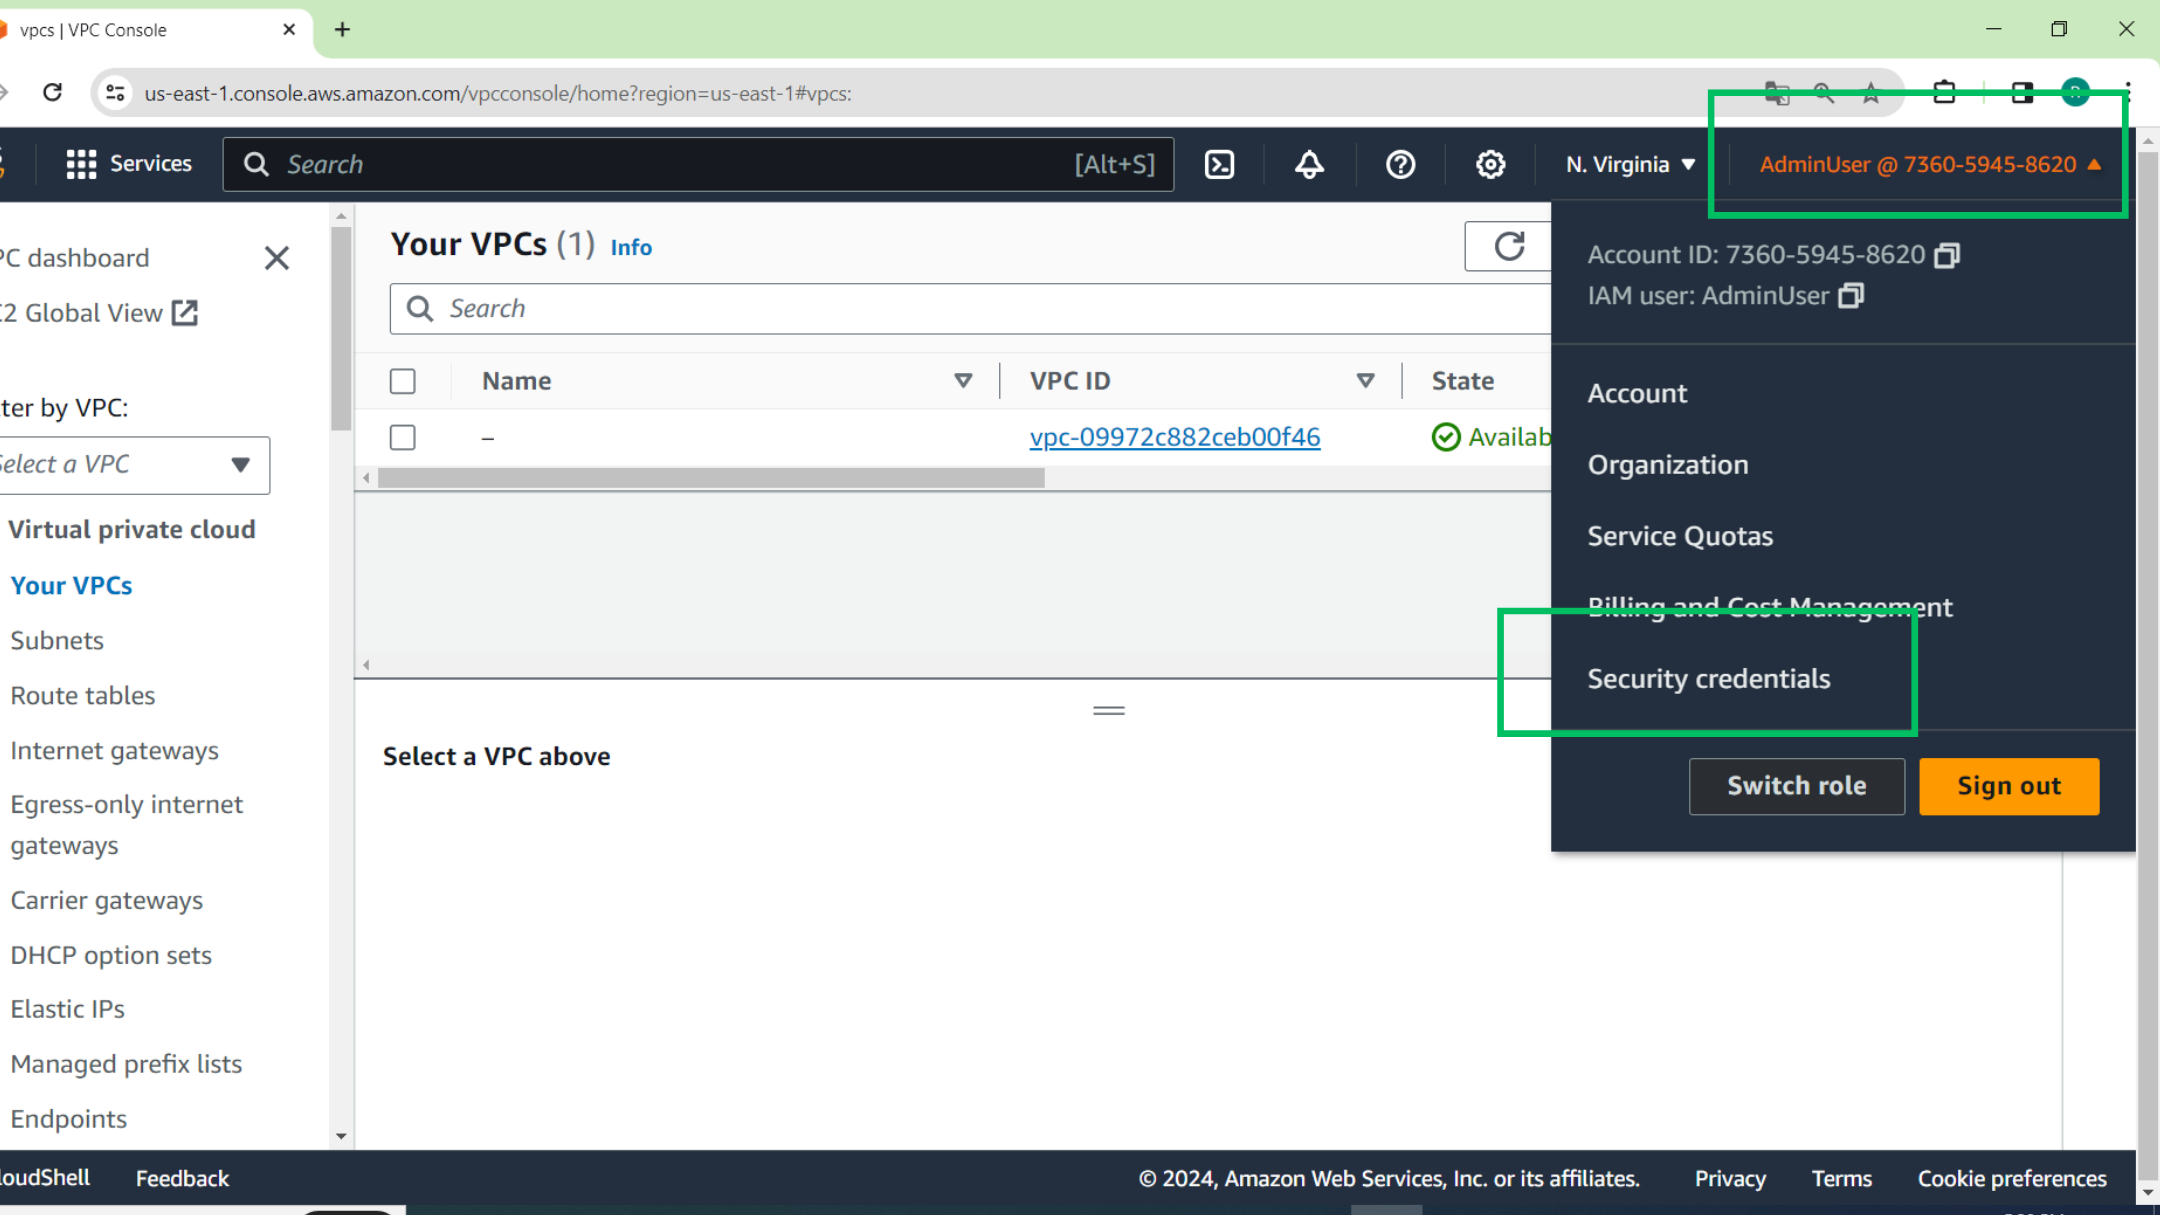 vpcs | VPC Console
us-east-1.console.aws.amazon.com/vpcconsole/home?region=us-east-1#vpcs:
Services
Search
[Alt+S]
N. Virginia
AdminUser @ 7360-5945-8620
PC dashboard
C2 Global View
ter by VPC:
Select a VPC
Virtual private cloud
Your VPCs
Subnets
Route tables
Internet gateways
Egress-only internet
gateways
Carrier gateways
DHCP option sets
Elastic IPs
Managed prefix lists
Endpoints
Your VPCs (1) Info
Search
Name
VPC ID
State
–
vpc-09972c882ceb00f46
Availab
Select a VPC above
Account ID: 7360-5945-8620
IAM user: AdminUser
Account
Organization
Service Quotas
Billing and Cost Management
Security credentials
Switch role
Sign out
loudShell
Feedback
© 2024, Amazon Web Services, Inc. or its affiliates.
Privacy
Terms
Cookie preferences